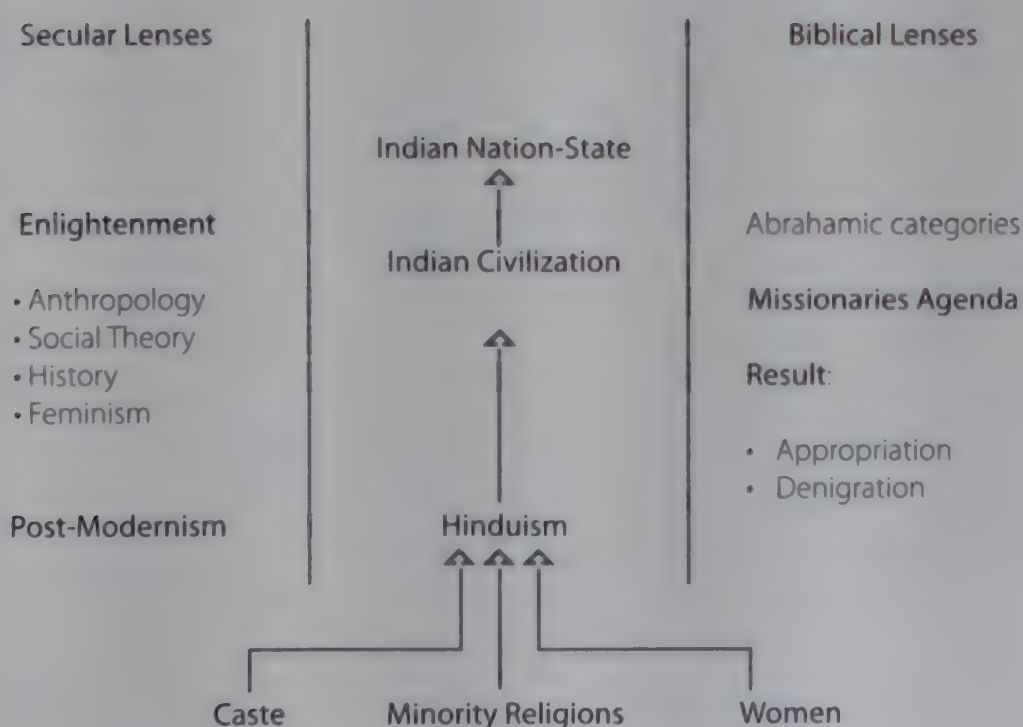 Secular Lenses
Biblical Lenses
Indian Nation-State
Enlightenment
Abrahamic categories
Indian Civilization
• Anthropology
Missionaries Agenda
• Social Theory
• History
Result:
• Feminism
• Appropriation
• Denigration
Post-Modernism
Hinduism
Caste
Minority Religions
Women